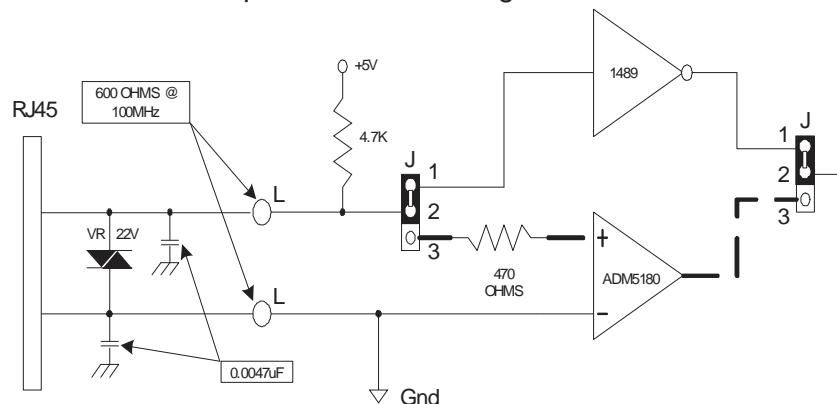 1489
+5V
600 OHMS @
100MHz
RJ45
4.7K
J
1
2
3
J
1
2
3
L
VR 22V
+
470
OHMS
ADM5180
-
L
0.0047uF
Gnd